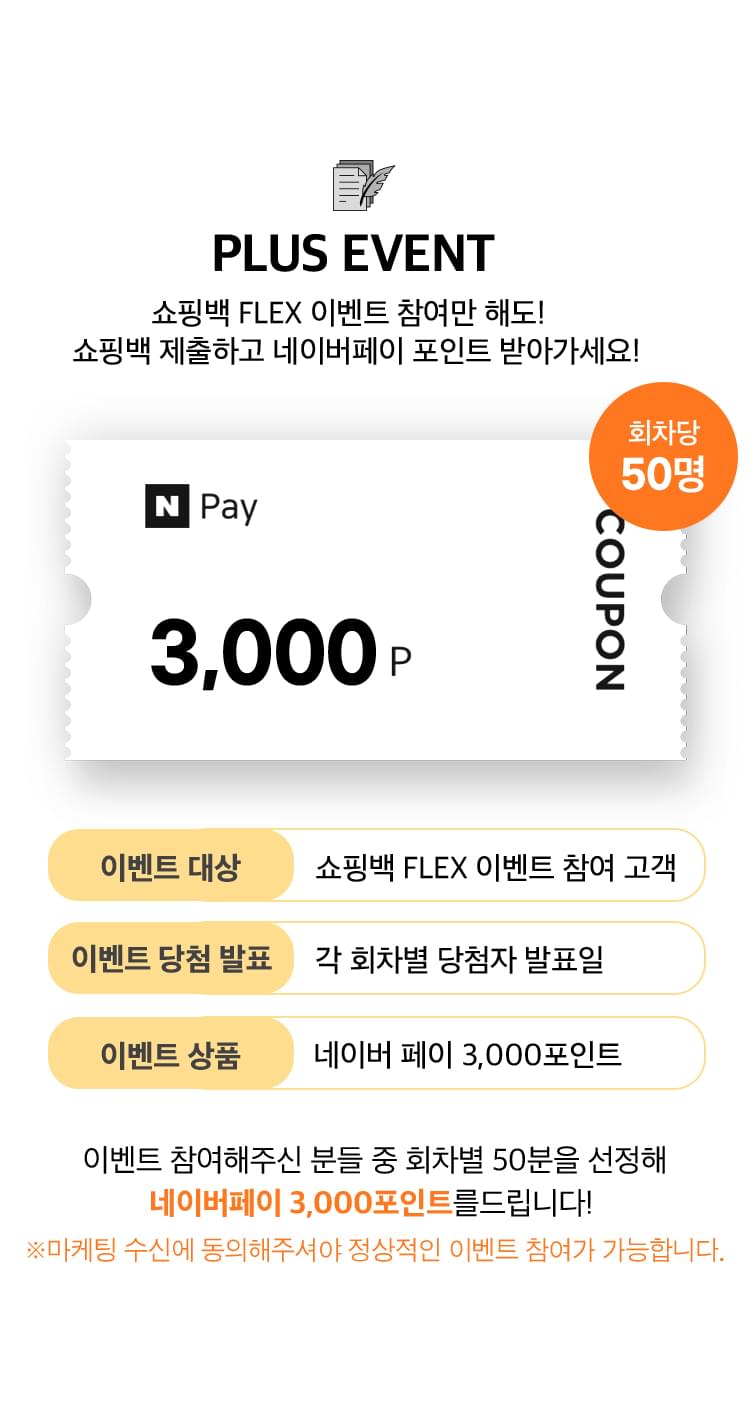 PLUS EVENT
쇼핑백 FLEX 이벤트 참여만 해도!
쇼핑백 제출하고 네이버페이 포인트 받아가세요!
회차당
50명
N Pay
COUPON
3,000 P
이벤트 대상 쇼핑백 FLEX 이벤트 참여 고객
이벤트 당첨 발표 각 회차별 당첨자 발표일
이벤트 상품 네이버 페이 3,000포인트
이벤트 참여해주신 분들 중 회차별 50분을 선정해
네이버페이 3,000포인트를드립니다!
※마케팅 수신에 동의해주셔야 정상적인 이벤트 참여가 가능합니다.